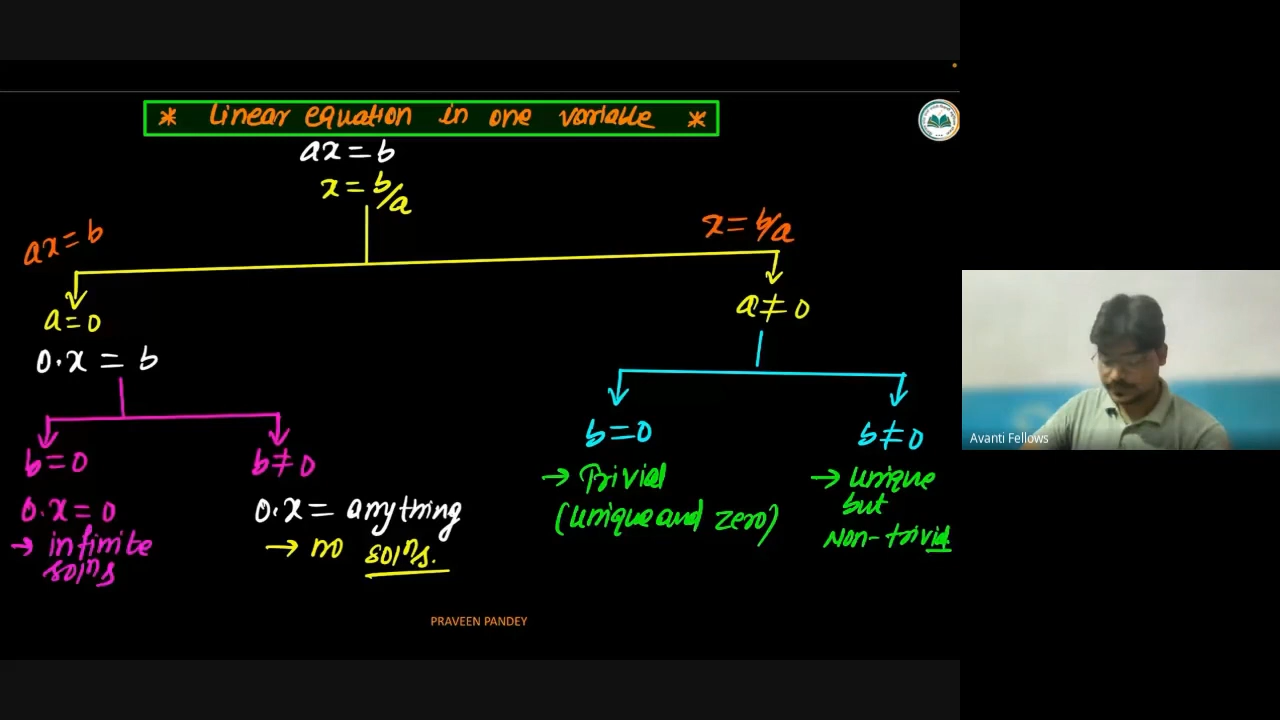 * Linear equation in one variable *
ax = b
x = b/a
ax = b
x = b/a
a = 0
a ≠ 0
0·x = b
b = 0
b ≠ 0
b = 0
b ≠ 0
0·x = 0
→ infinite
solⁿs
0·x = anything
→ no solⁿs.
→ Trivial
(unique and zero)
→ unique
but
Non-trivial
PRAVEEN PANDEY
Avanti Fellows